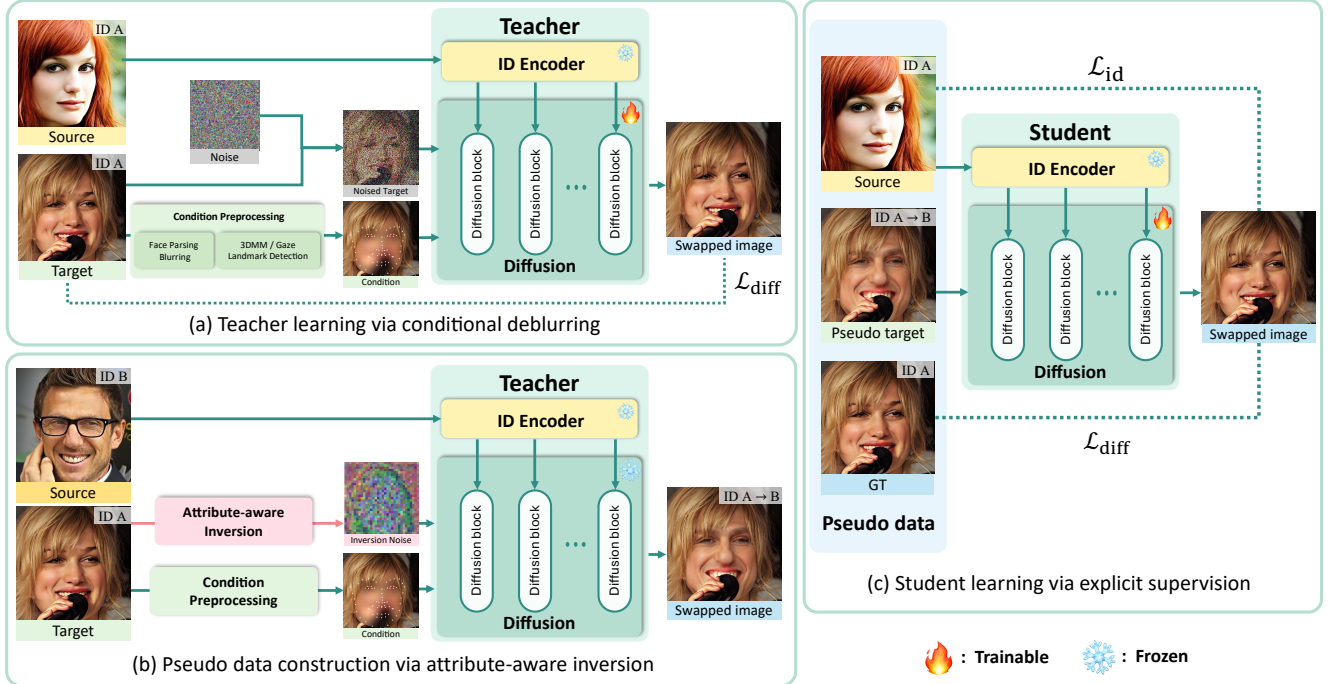 Teacher
ID Encoder
ID A
Source
Noise
ID A
Target
Condition Preprocessing
Face Parsing
Blurring
3DMM / Gaze
Landmark Detection
Noised Target
Condition
Diffusion block
Diffusion block
...
Diffusion block
Diffusion
Swapped image
ℒdiff
(a) Teacher learning via conditional deblurring
Teacher
ID Encoder
ID B
Source
ID A
Target
Attribute-aware
Inversion
Condition
Preprocessing
Inversion Noise
Condition
Diffusion block
Diffusion block
...
Diffusion block
Diffusion
ID A → B
Swapped image
(b) Pseudo data construction via attribute-aware inversion
ID A
Source
ID A → B
Pseudo target
ID A
GT
Pseudo data
ℒid
Student
ID Encoder
Diffusion block
Diffusion block
...
Diffusion block
Diffusion
Swapped image
ℒdiff
(c) Student learning via explicit supervision
: Trainable
: Frozen